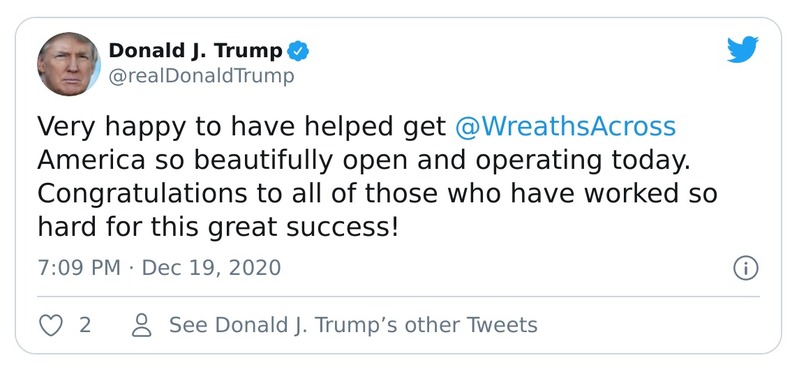 Donald J. Trump
@realDonaldTrump
Very happy to have helped get @WreathsAcross
America so beautifully open and operating today.
Congratulations to all of those who have worked so
hard for this great success!
7:09 PM · Dec 19, 2020
2
See Donald J. Trump’s other Tweets